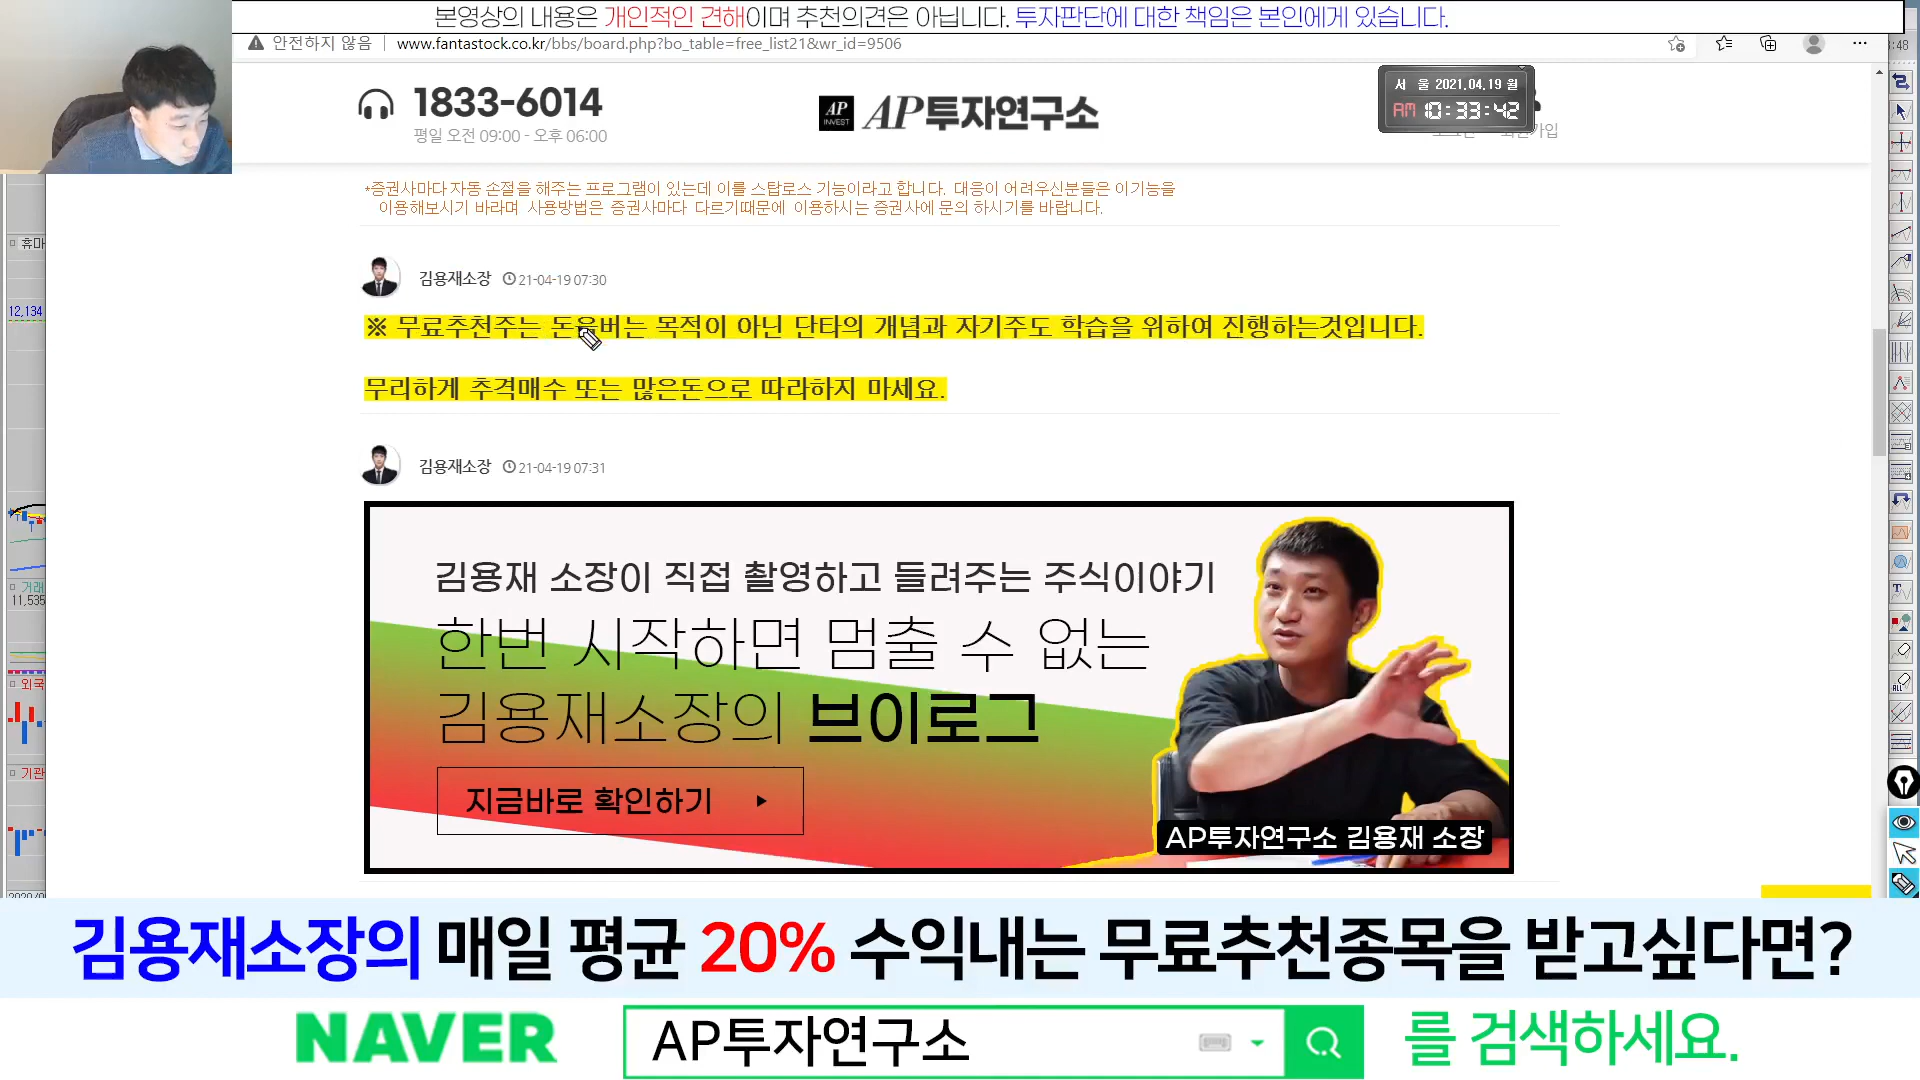 본영상의 내용은 개인적인 견해이며 추천의견은 아닙니다. 투자판단에 대한 책임은 본인에게 있습니다.
안전하지 않음 www.fantastock.co.kr/bbs/board.php?bo_table=free_list21&wr_id=9506
:48
1833-6014
평일 오전 09:00 - 오후 06:00
AP INVEST AP투자연구소
서 울 2021.04.19 월
AM 10:33:42
*증권사마다 자동 손절을 해주는 프로그램이 있는데 이를 스탑로스 기능이라고 합니다. 대응이 어려우신분들은 이기능을
이용해보시기 바라며 사용방법은 증권사마다 다르기때문에 이용하시는 증권사에 문의 하시기를 바랍니다.
휴마
12,134
김용재소장 21-04-19 07:30
※ 무료추천주는 돈을버는 목적이 아닌 단타의 개념과 자기주도 학습을 위하여 진행하는것입니다.
무리하게 추격매수 또는 많은돈으로 따라하지 마세요.
김용재소장 21-04-19 07:31
거래
11,535
외국
기관
김용재 소장이 직접 촬영하고 들려주는 주식이야기
한번 시작하면 멈출 수 없는
김용재소장의 브이로그
지금바로 확인하기
AP투자연구소 김용재 소장
김용재소장의 매일 평균 20% 수익내는 무료추천종목을 받고싶다면?
NAVER AP투자연구소 를 검색하세요.